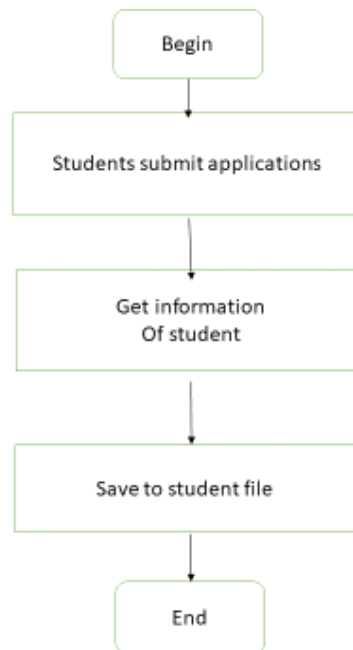 Begin
Students submit applications
Get information
Of student
Save to student file
End